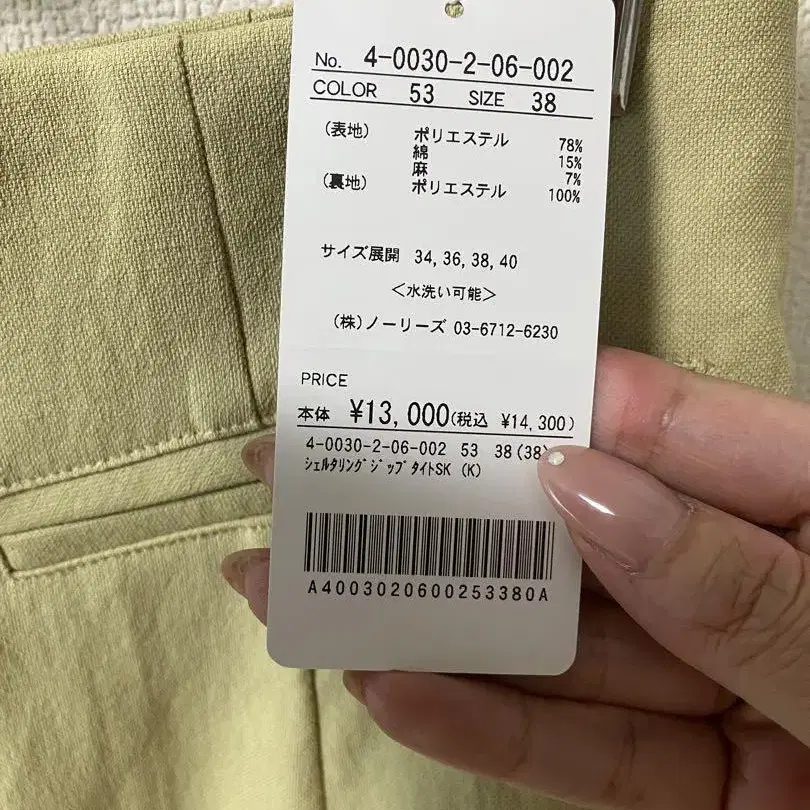 No. 4-0030-2-06-002
COLOR 53 SIZE 38
(表地) ポリエステル 78%
綿 15%
麻 7%
(裏地) ポリエステル 100%
サイズ展開 34, 36, 38, 40
<水洗い可能>
(株)ノーリーズ 03-6712-6230
PRICE
本体 ¥13,000(税込 ¥14,300)
4-0030-2-06-002 53 38(38)
シェルタリングジップタイトSK (K)
A40030206002533380A